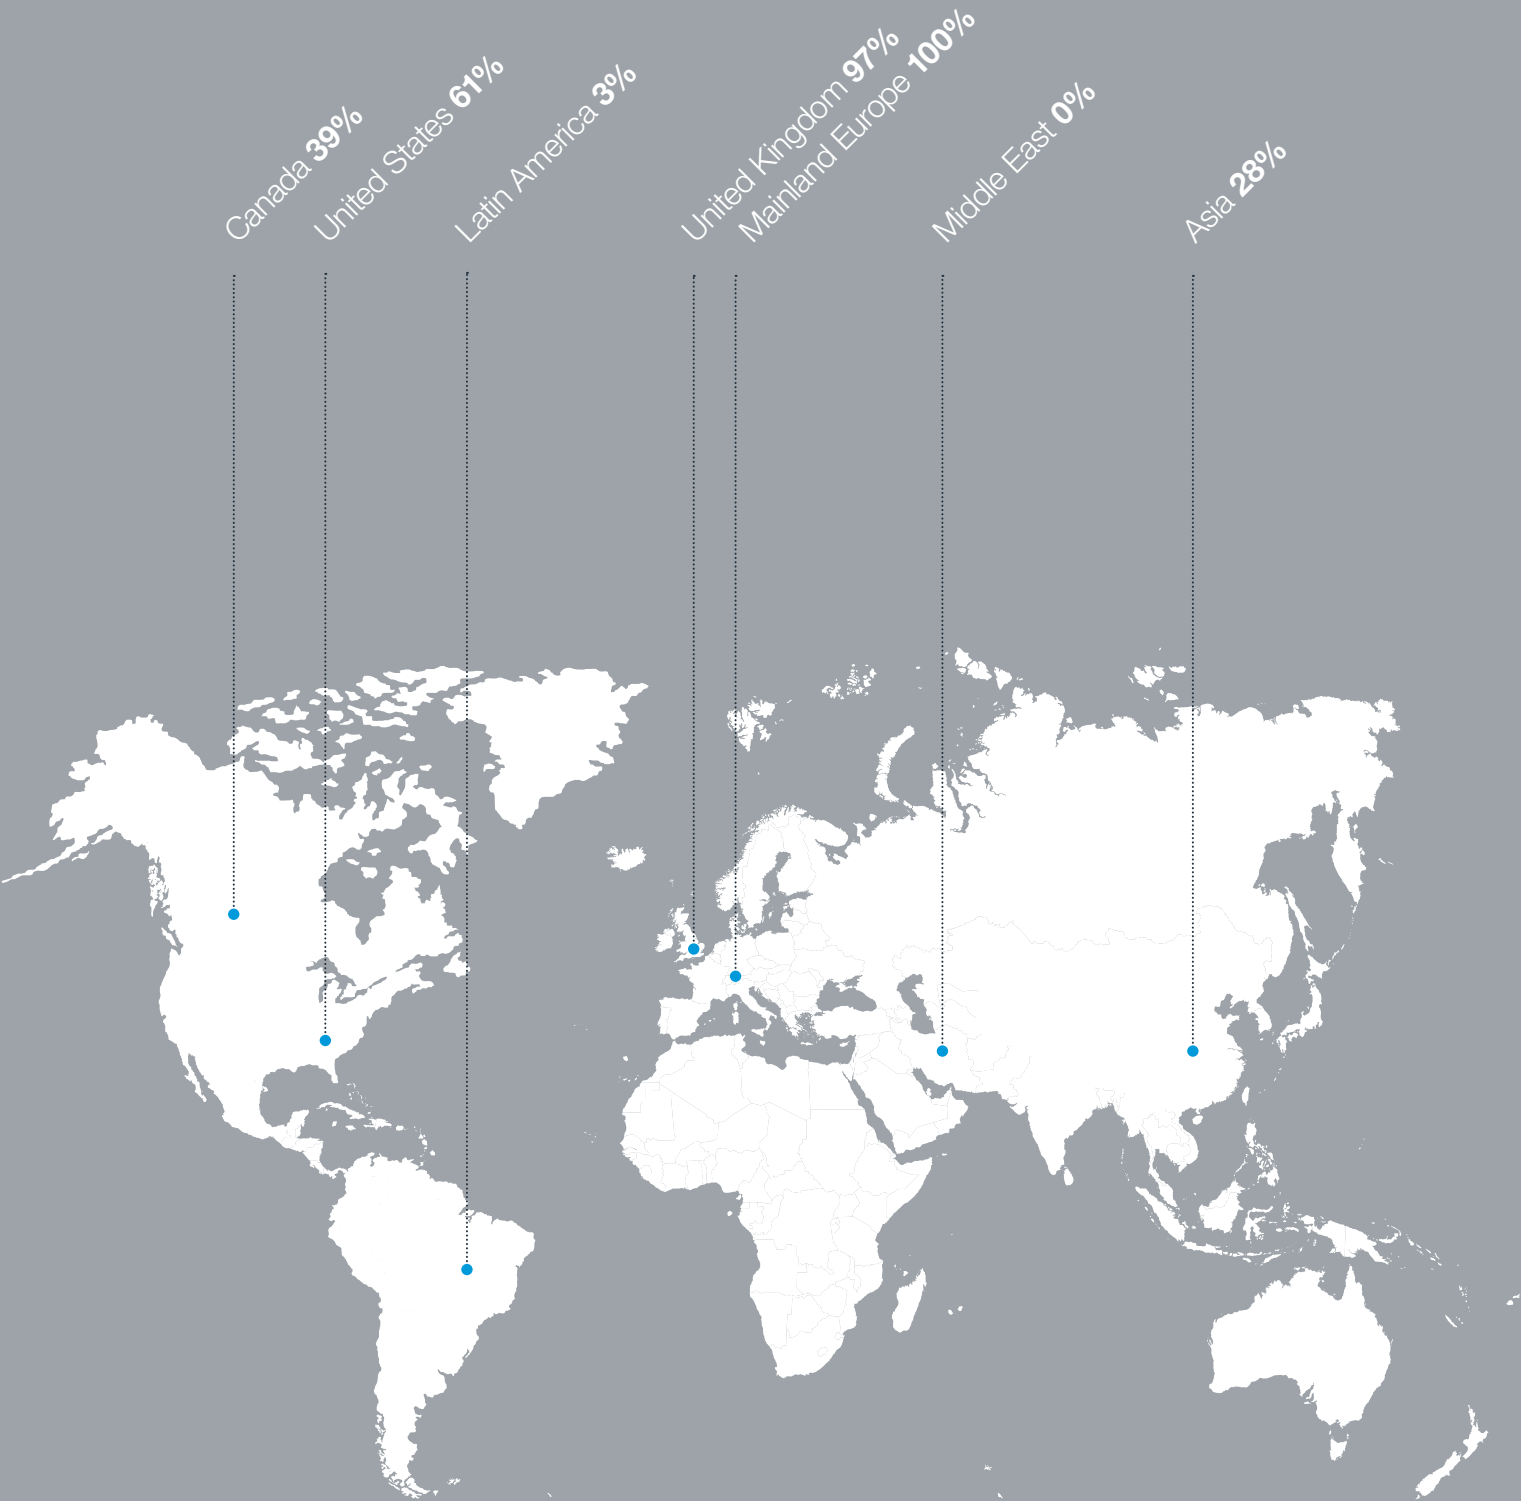 Canada 39%
United States 61%
Latin America 3%
United Kingdom 97%
Mainland Europe 100%
Middle East 0%
Asia 28%